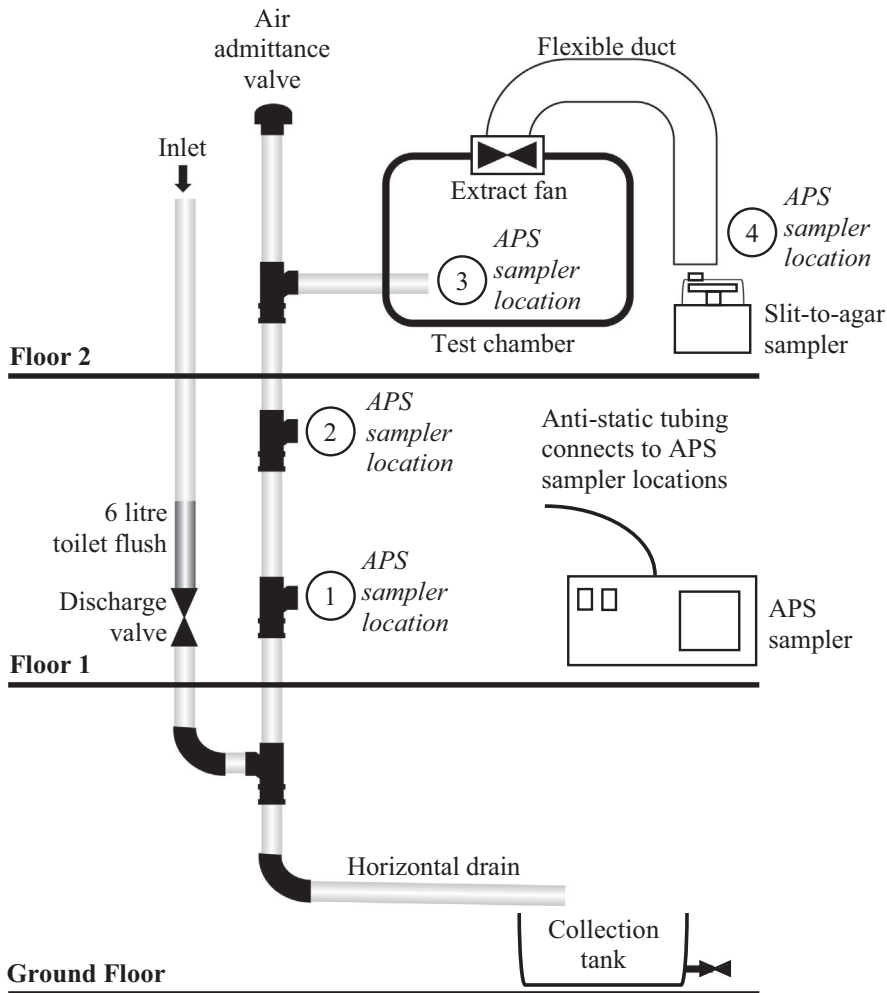 Air
admittance
valve
Flexible duct
Inlet
Extract fan
3
APS
sampler
location
4
APS
sampler
location
Test chamber
Slit-to-agar
sampler
Floor 2
2
APS
sampler
location
Anti-static tubing
connects to APS
sampler locations
6 litre
toilet flush
Discharge
valve
1
APS
sampler
location
APS
sampler
Floor 1
Horizontal drain
Collection
tank
Ground Floor